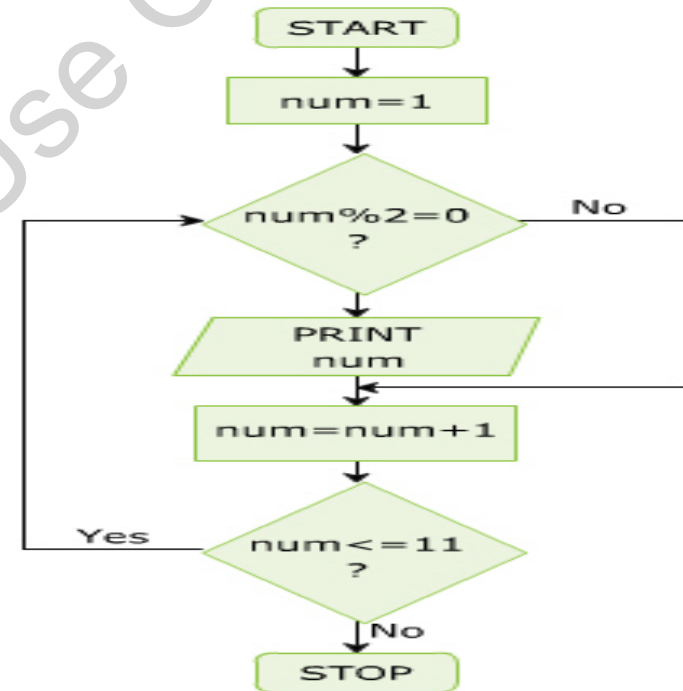 START
num=1
num%2=0
?
No
PRINT
num
num=num+1
Yes
num<=11
?
No
STOP